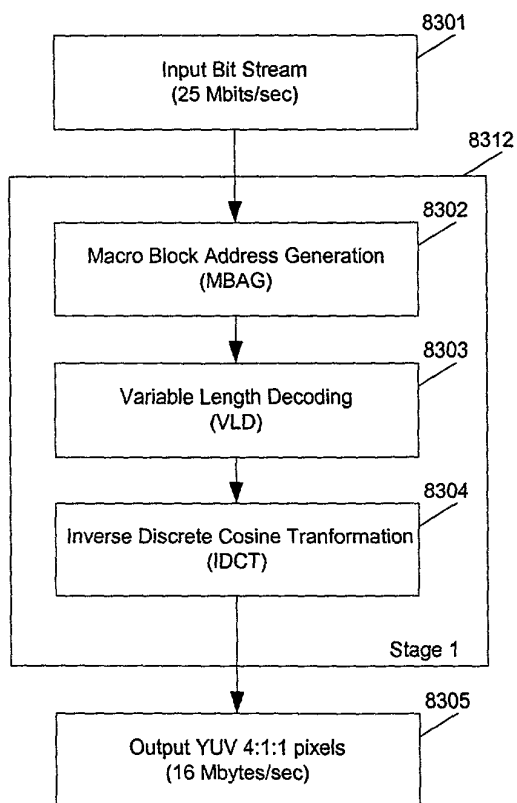 8301
Input Bit Stream
(25 Mbits/sec)
8312
8302
Macro Block Address Generation
(MBAG)
8303
Variable Length Decoding
(VLD)
8304
Inverse Discrete Cosine Tranformation
(IDCT)
Stage 1
8305
Output YUV 4:1:1 pixels
(16 Mbytes/sec)